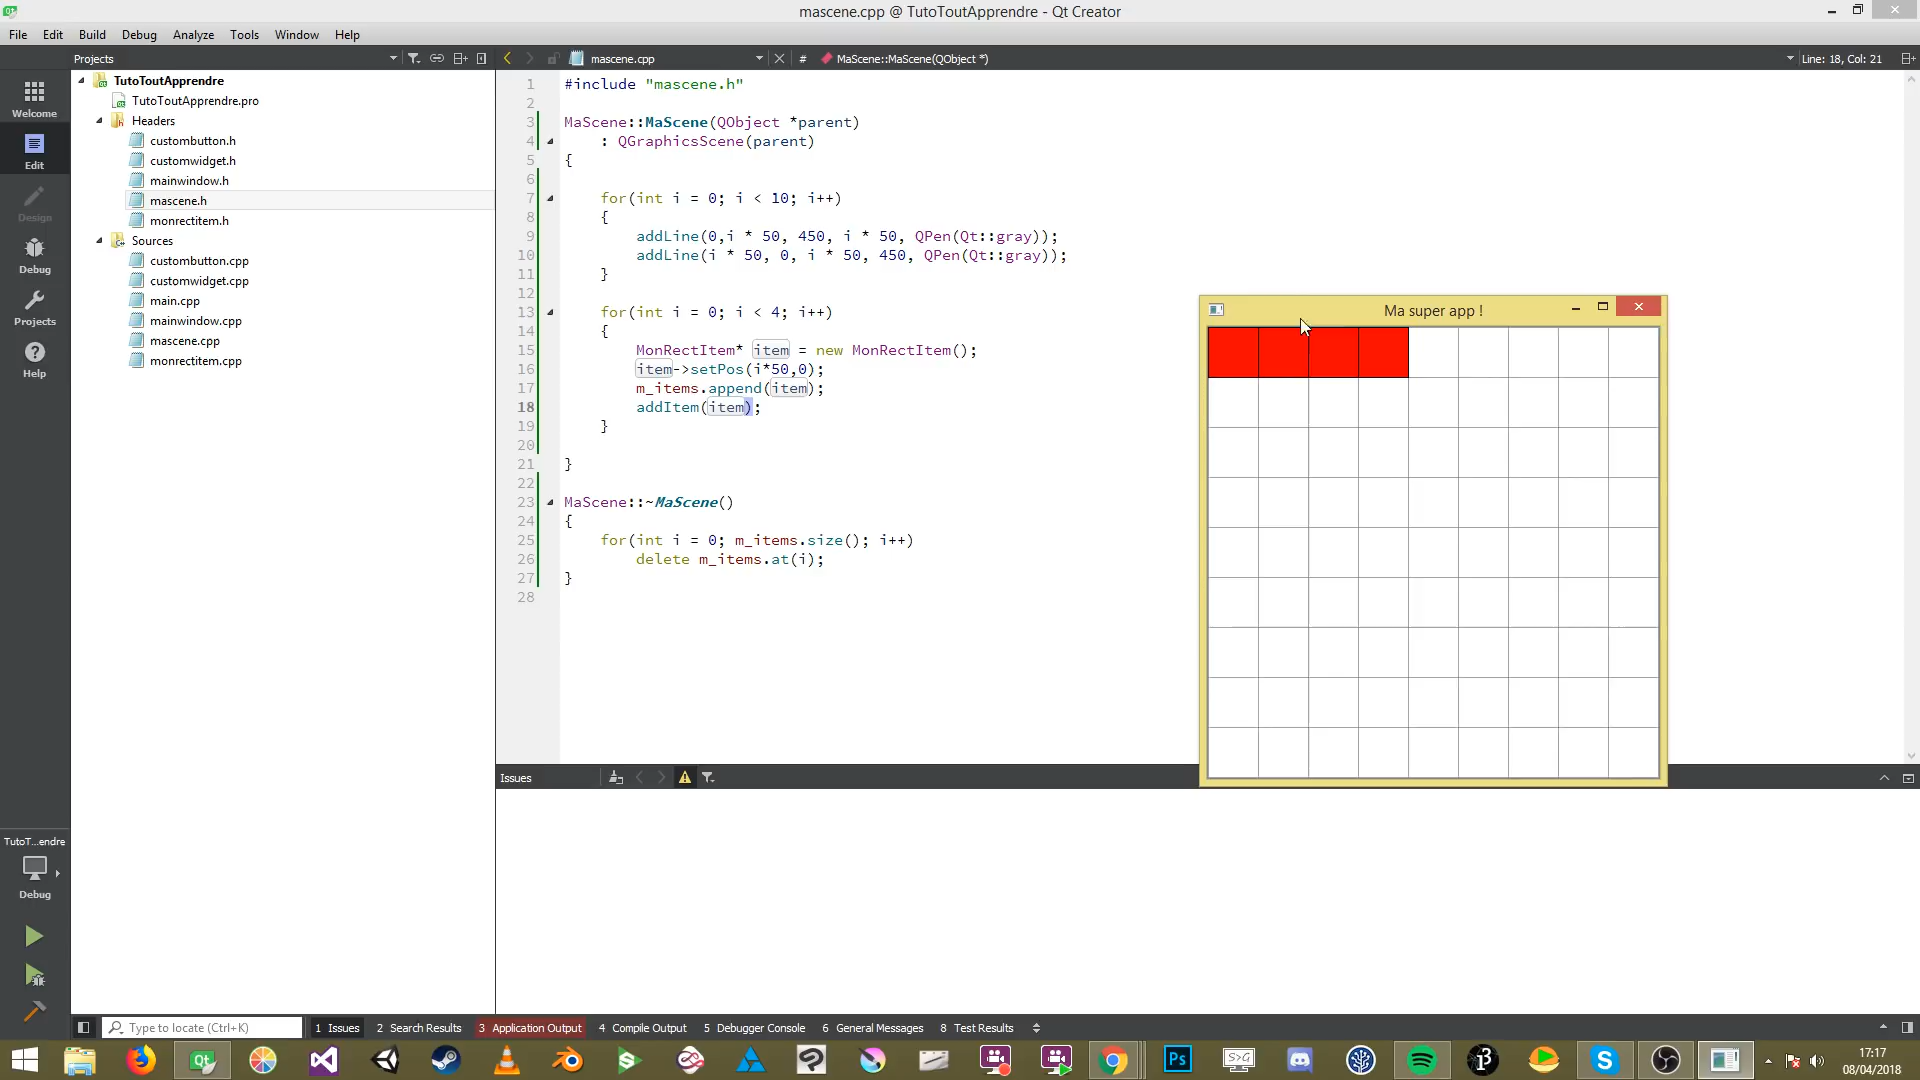 mascene.cpp @ TutoToutApprendre - Qt Creator
File Edit Build Debug Analyze Tools Window Help
Projects
mascene.cpp
#
MaScene::MaScene(QObject *)
Line: 18, Col: 21
Welcome
Edit
Design
Debug
Projects
Help
TutoToutApprendre
TutoToutApprendre.pro
Headers
custombutton.h
customwidget.h
mainwindow.h
mascene.h
monrectitem.h
Sources
custombutton.cpp
customwidget.cpp
main.cpp
mainwindow.cpp
mascene.cpp
monrectitem.cpp
1 #include "mascene.h"
2
3 MaScene::MaScene(QObject *parent)
4 : QGraphicsScene(parent)
5 {
6
7 for(int i = 0; i < 10; i++)
8 {
9 addLine(0,i * 50, 450, i * 50, QPen(Qt::gray));
10 addLine(i * 50, 0, i * 50, 450, QPen(Qt::gray));
11 }
12
13 for(int i = 0; i < 4; i++)
14 {
15 MonRectItem* item = new MonRectItem();
16 item->setPos(i*50,0);
17 m_items.append(item);
18 addItem(item);
19 }
20
21 }
22
23 MaScene::~MaScene()
24 {
25 for(int i = 0; m_items.size(); i++)
26 delete m_items.at(i);
27 }
28
Ma super app !
Issues
TutoT...endre
Debug
Type to locate (Ctrl+K)
1 Issues 2 Search Results 3 Application Output 4 Compile Output 5 Debugger Console 6 General Messages 8 Test Results
Qt
Ps
S>G
17:17
08/04/2018